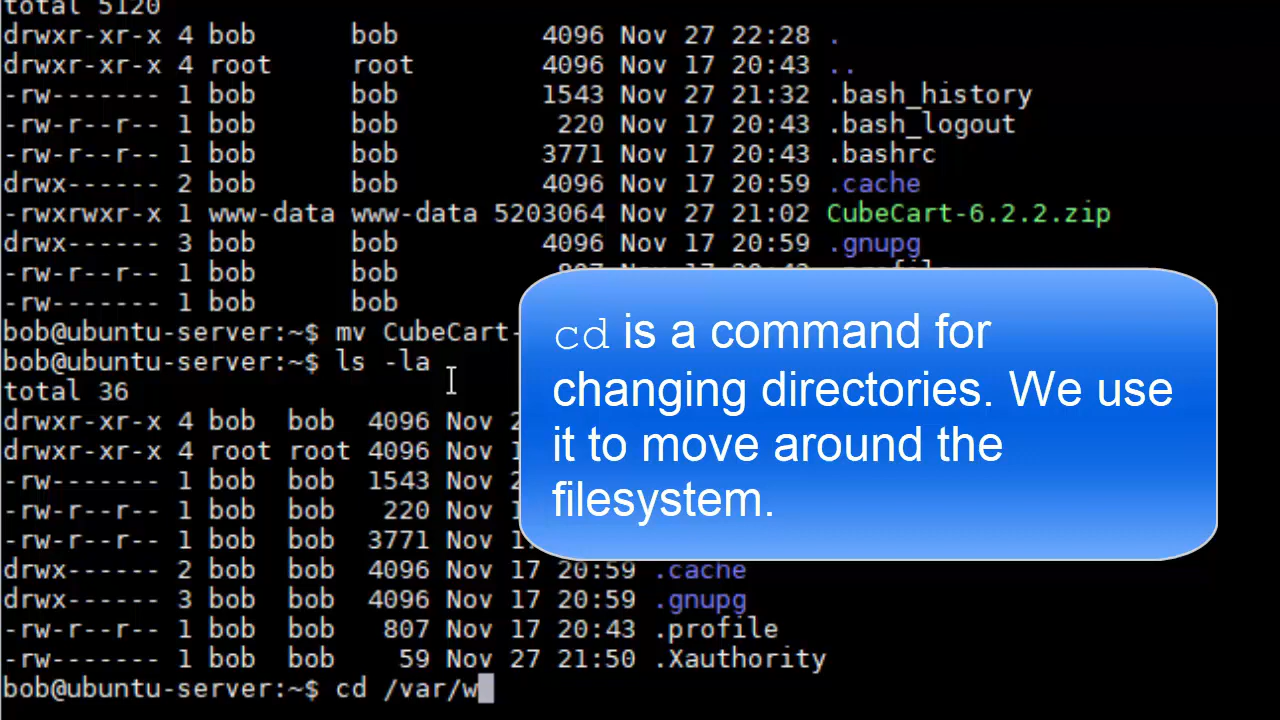 total 5120
drwxr-xr-x 4 bob bob 4096 Nov 27 22:28 .
drwxr-xr-x 4 root root 4096 Nov 17 20:43 ..
-rw------- 1 bob bob 1543 Nov 27 21:32 .bash_history
-rw-r--r-- 1 bob bob 220 Nov 17 20:43 .bash_logout
-rw-r--r-- 1 bob bob 3771 Nov 17 20:43 .bashrc
drwx------ 2 bob bob 4096 Nov 17 20:59 .cache
-rwxrwxr-x 1 www-data www-data 5203064 Nov 27 21:02 CubeCart-6.2.2.zip
drwx------ 3 bob bob 4096 Nov 17 20:59 .gnupg
-rw-r--r-- 1 bob bob 807 Nov 17 20:43 .profile
-rw------- 1 bob bob
bob@ubuntu-server:~$ mv CubeCart-
bob@ubuntu-server:~$ ls -la
total 36
drwxr-xr-x 4 bob bob 4096 Nov 2
drwxr-xr-x 4 root root 4096 Nov 1
-rw------- 1 bob bob 1543 Nov 2
-rw-r--r-- 1 bob bob 220 Nov 1
-rw-r--r-- 1 bob bob 3771 Nov 1
drwx------ 2 bob bob 4096 Nov 17 20:59 .cache
drwx------ 3 bob bob 4096 Nov 17 20:59 .gnupg
-rw-r--r-- 1 bob bob 807 Nov 17 20:43 .profile
-rw------- 1 bob bob 59 Nov 27 21:50 .Xauthority
bob@ubuntu-server:~$ cd /var/w
cd is a command for
changing directories. We use
it to move around the
filesystem.